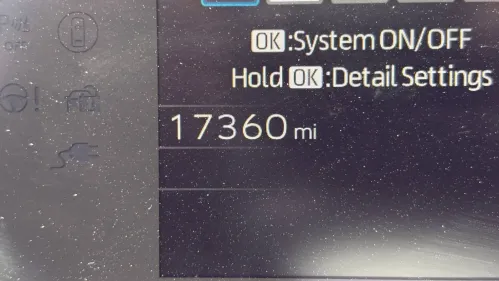 OK:System ON/OFF
Hold OK:Detail Settings
17360 mi